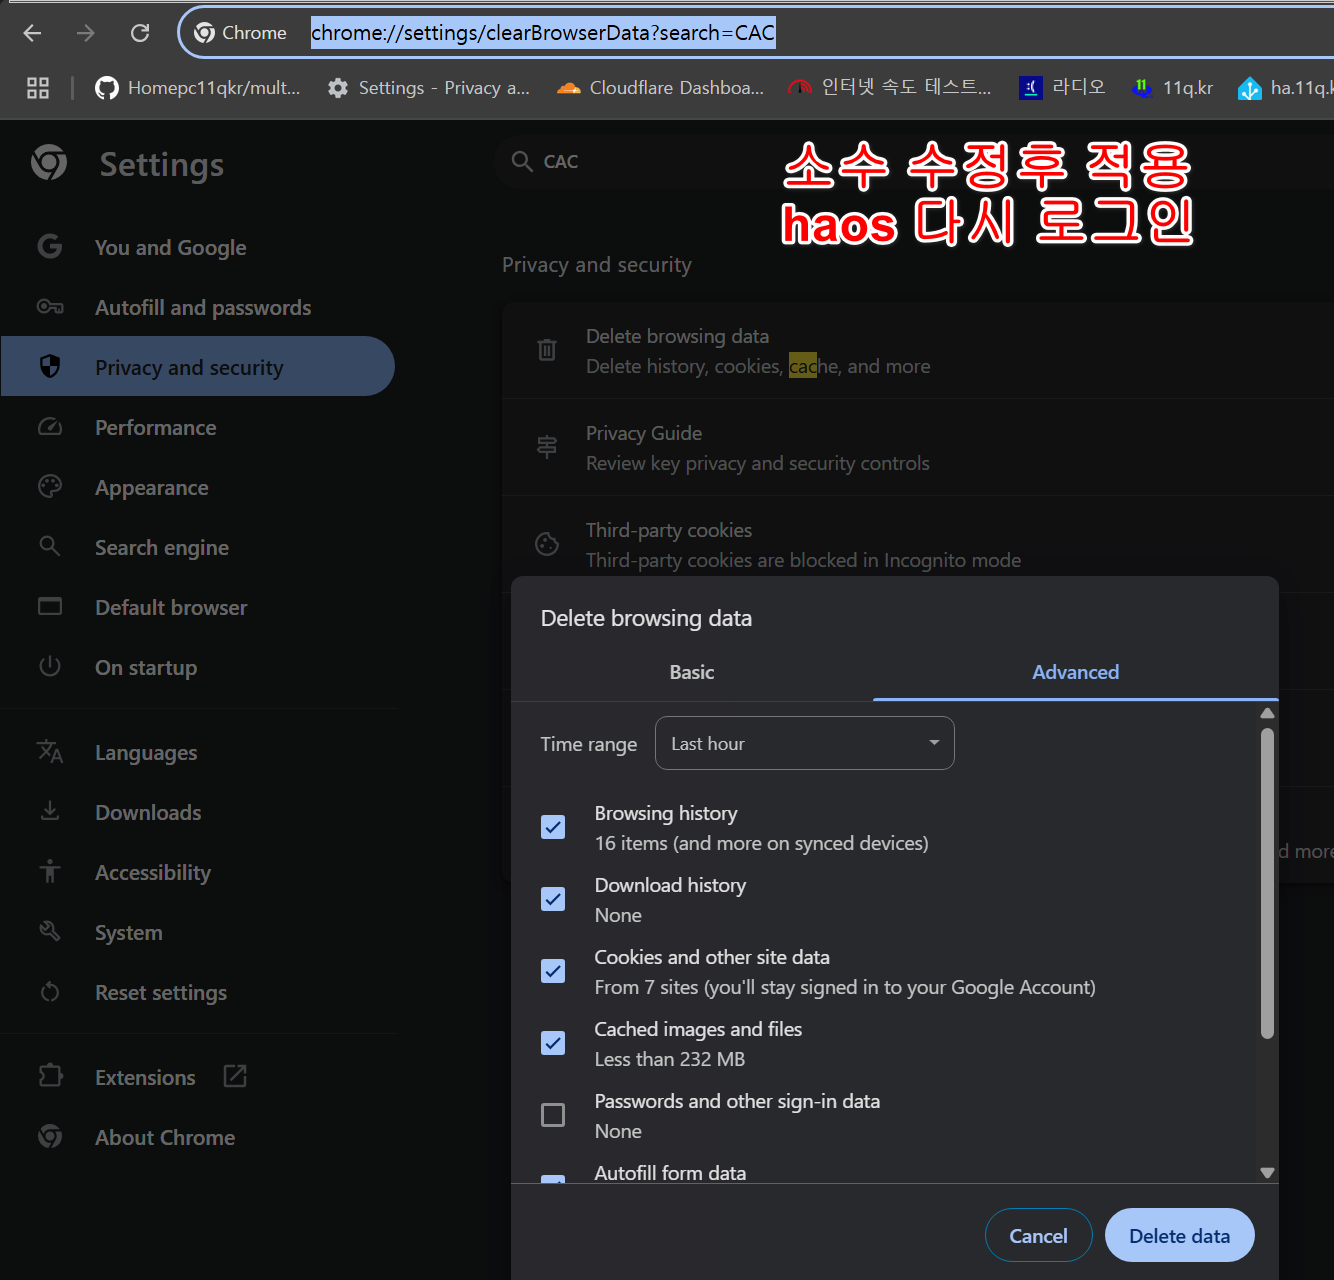 Chrome
chrome://settings/clearBrowserData?search=CAC
Homepc11qkr/mult...
Settings - Privacy a...
Cloudflare Dashboa...
인터넷 속도 테스트...
라디오
11q.kr
ha.11q.k
Settings
CAC
소수 수정후 적용
haos 다시 로그인
You and Google
Autofill and passwords
Privacy and security
Performance
Appearance
Search engine
Default browser
On startup
Languages
Downloads
Accessibility
System
Reset settings
Extensions
About Chrome
Privacy and security
Delete browsing data
Delete history, cookies, cache, and more
Privacy Guide
Review key privacy and security controls
Third-party cookies
Third-party cookies are blocked in Incognito mode
d more
Delete browsing data
Basic
Advanced
Time range
Last hour
Browsing history
16 items (and more on synced devices)
Download history
None
Cookies and other site data
From 7 sites (you'll stay signed in to your Google Account)
Cached images and files
Less than 232 MB
Passwords and other sign-in data
None
Autofill form data
Cancel
Delete data